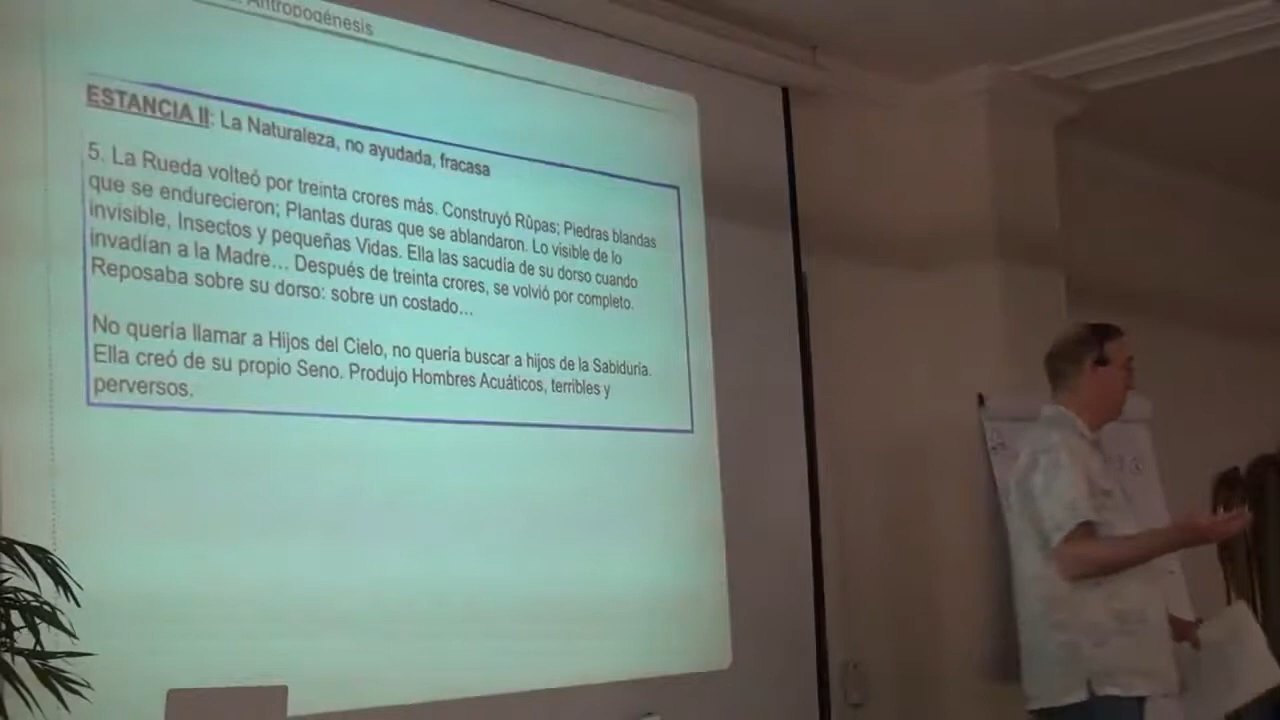 Antropogénesis
ESTANCIA II: La Naturaleza, no ayudada, fracasa
5. La Rueda volteó por treinta crores más. Construyó Rûpas; Piedras blandas
que se endurecieron; Plantas duras que se ablandaron. Lo visible de lo
invisible, Insectos y pequeñas Vidas. Ella las sacudía de su dorso cuando
invadían a la Madre... Después de treinta crores, se volvió por completo.
Reposaba sobre su dorso: sobre un costado...
No quería llamar a Hijos del Cielo, no quería buscar a hijos de la Sabiduría.
Ella creó de su propio Seno. Produjo Hombres Acuáticos, terribles y
perversos.